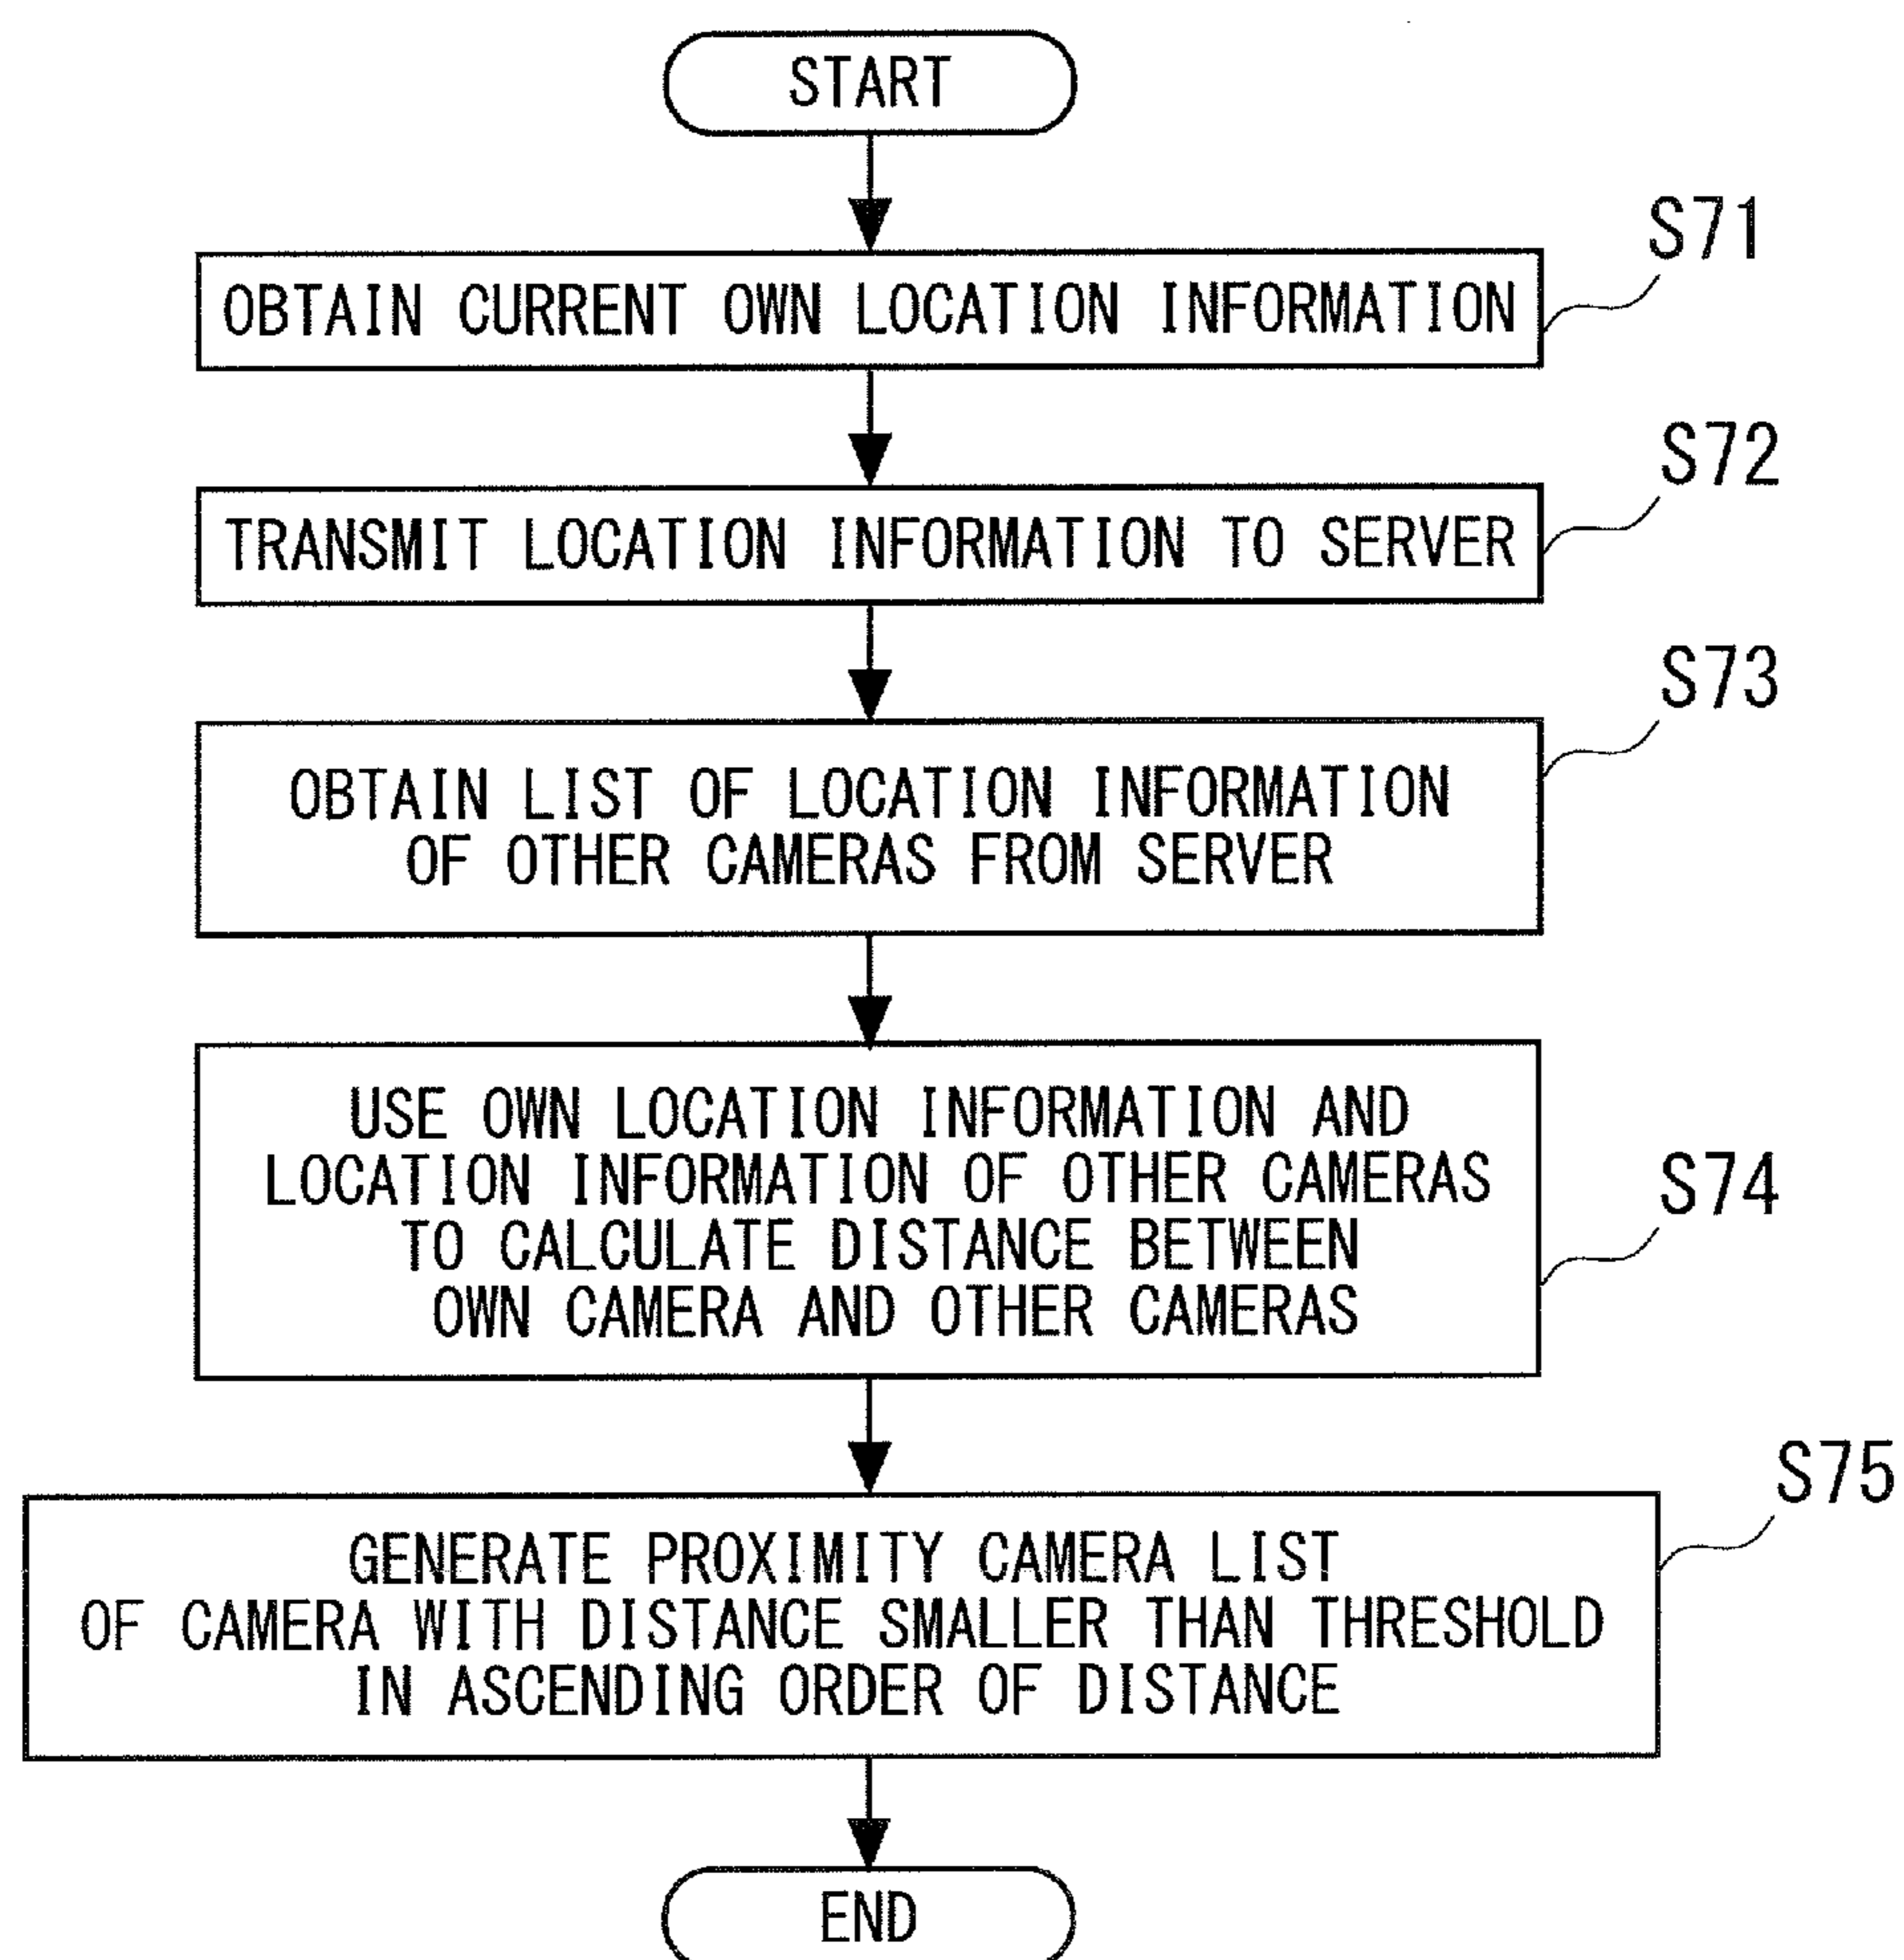 START
S71
OBTAIN CURRENT OWN LOCATION INFORMATION
S72
TRANSMIT LOCATION INFORMATION TO SERVER
S73
OBTAIN LIST OF LOCATION INFORMATION
OF OTHER CAMERAS FROM SERVER
USE OWN LOCATION INFORMATION AND
LOCATION INFORMATION OF OTHER CAMERAS
S74
TO CALCULATE DISTANCE BETWEEN
OWN CAMERA AND OTHER CAMERAS
S75
GENERATE PROXIMITY CAMERA LIST
OF CAMERA WITH DISTANCE SMALLER THAN THRESHOLD
IN ASCENDING ORDER OF DISTANCE
END